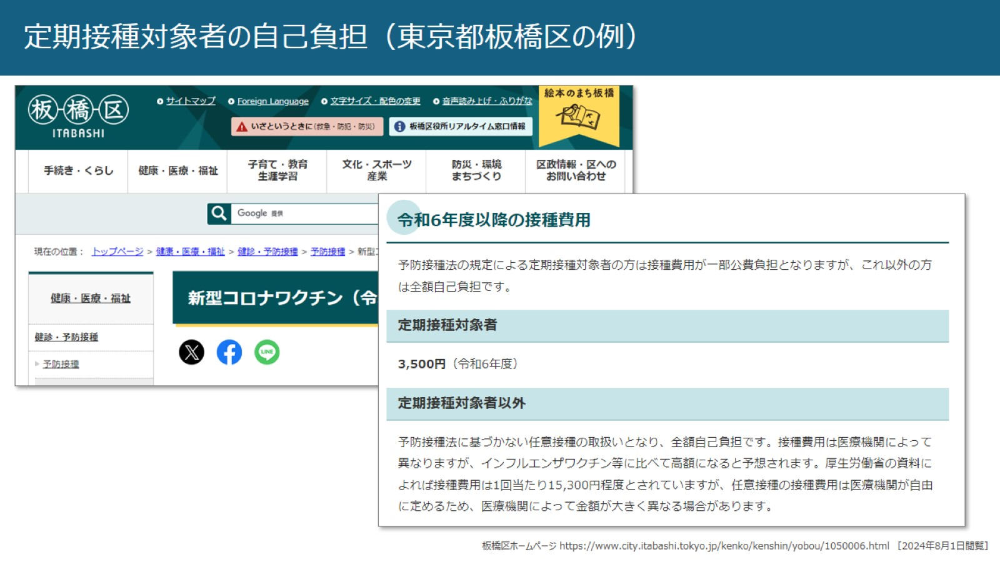 定期接種対象者の自己負担（東京都板橋区の例）
板橋区
ITABASHI
サイトマップ
Foreign Language
文字サイズ・配色の変更
音声読み上げ・ふりがな
絵本のまち板橋
いざというときに(救急・防犯・防災)
板橋区役所リアルタイム窓口情報
手続き・くらし
健康・医療・福祉
子育て・教育
生涯学習
文化・スポーツ
産業
防災・環境
まちづくり
区政情報・区への
お問い合わせ
Google 提供
現在の位置： トップページ > 健康・医療・福祉 > 健診・予防接種 > 予防接種 > 新型
健康・医療・福祉
健診・予防接種
予防接種
新型コロナワクチン（令
LINE
令和6年度以降の接種費用
予防接種法の規定による定期接種対象者の方は接種費用が一部公費負担となりますが、これ以外の方
は全額自己負担です。
定期接種対象者
3,500円（令和6年度）
定期接種対象者以外
予防接種法に基づかない任意接種の取扱いとなり、全額自己負担です。接種費用は医療機関によって
異なりますが、インフルエンザワクチン等に比べて高額になると予想されます。厚生労働省の資料に
よれば接種費用は1回当たり15,300円程度とされていますが、任意接種の接種費用は医療機関が自由
に定めるため、医療機関によって金額が大きく異なる場合があります。
板橋区ホームページ https://www.city.itabashi.tokyo.jp/kenko/kenshin/yobou/1050006.html ［2024年8月1日閲覧］